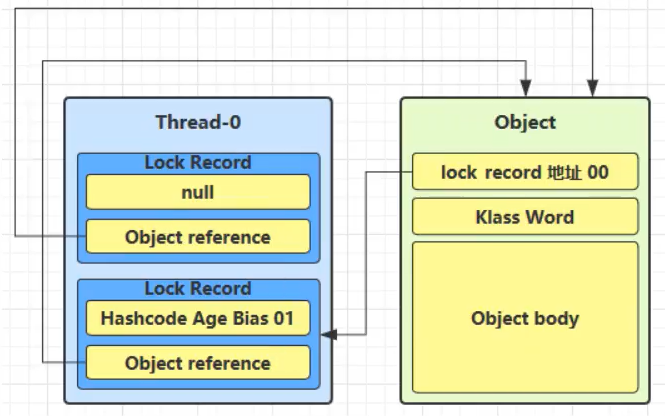 Thread-0
Lock Record
null
Object reference
Lock Record
Hashcode Age Bias 01
Object reference
Object
lock record 地址 00
Klass Word
Object body